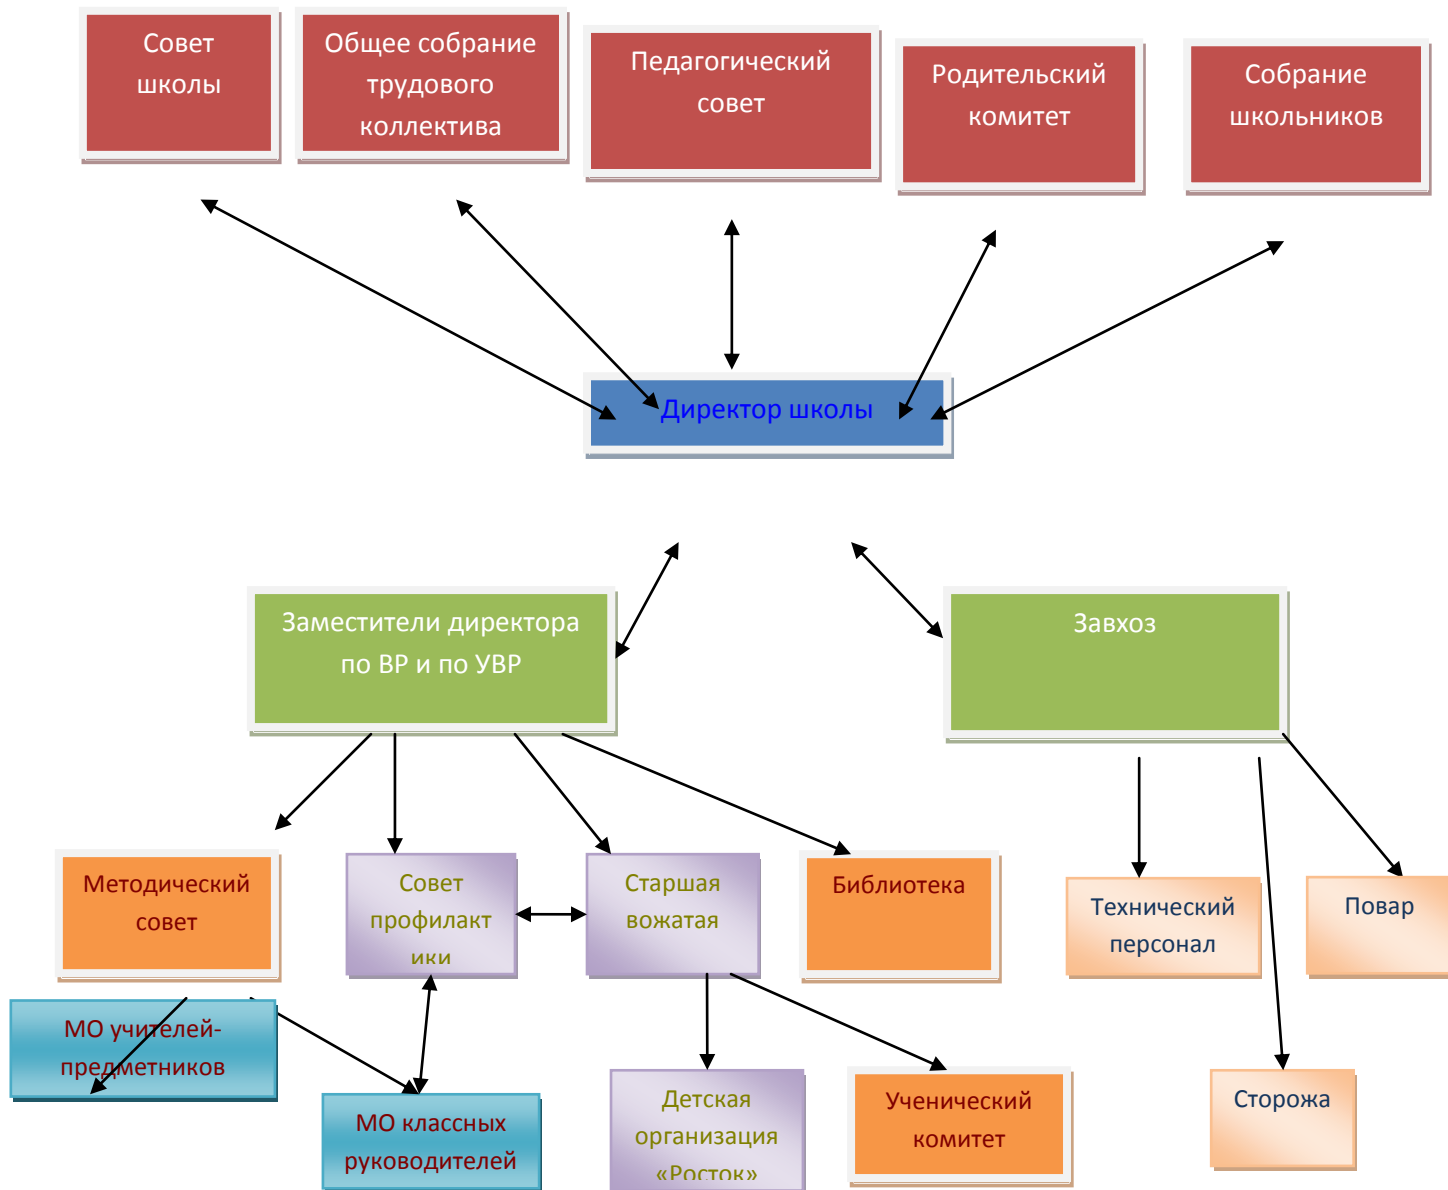 Совет
школы
Общее собрание
трудового
коллектива
Педагогический
совет
Родительский
комитет
Собрание
школьников
Директор школы
Заместители директора
по ВР и по УВР
Завхоз
Методический
совет
Совет
профилакт
ики
Старшая
вожатая
Библиотека
Технический
персонал
Повар
МО учителей-
предметников
МО классных
руководителей
Детская
организация
«Росток»
Ученический
комитет
Сторожа